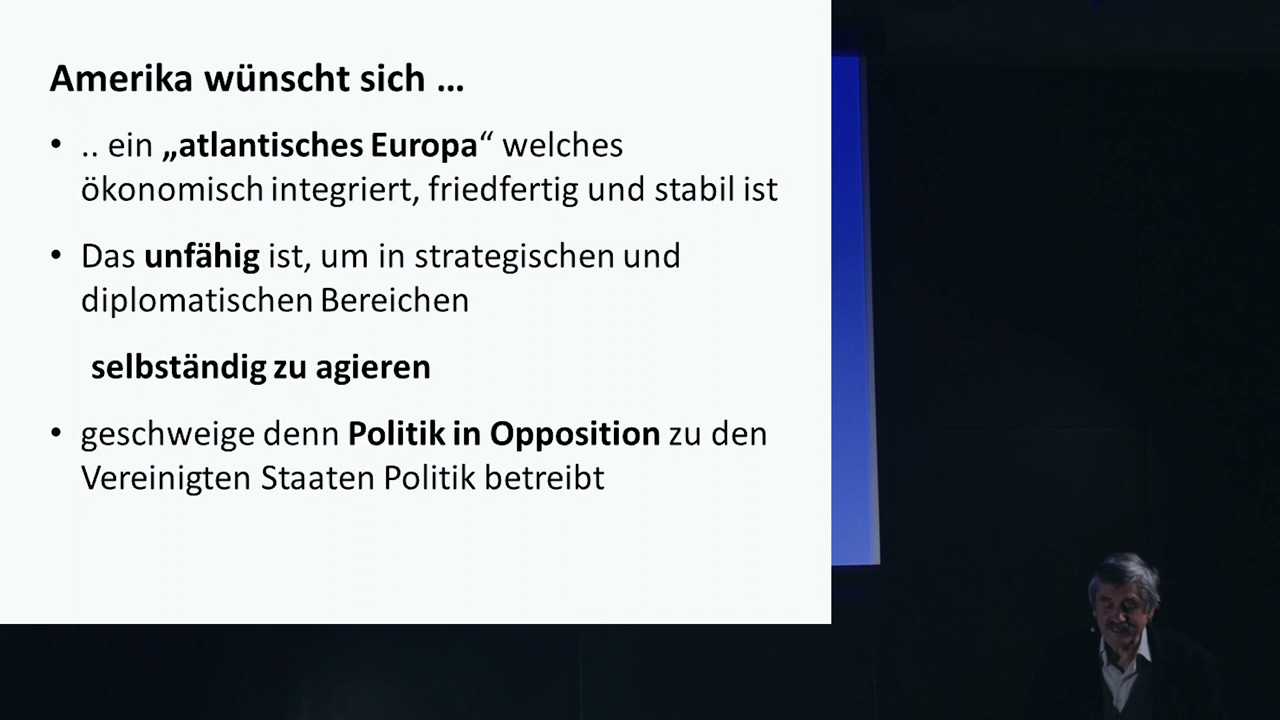 Amerika wünscht sich …
• .. ein „atlantisches Europa“ welches
ökonomisch integriert, friedfertig und stabil ist
• Das unfähig ist, um in strategischen und
diplomatischen Bereichen
selbständig zu agieren
• geschweige denn Politik in Opposition zu den
Vereinigten Staaten Politik betreibt